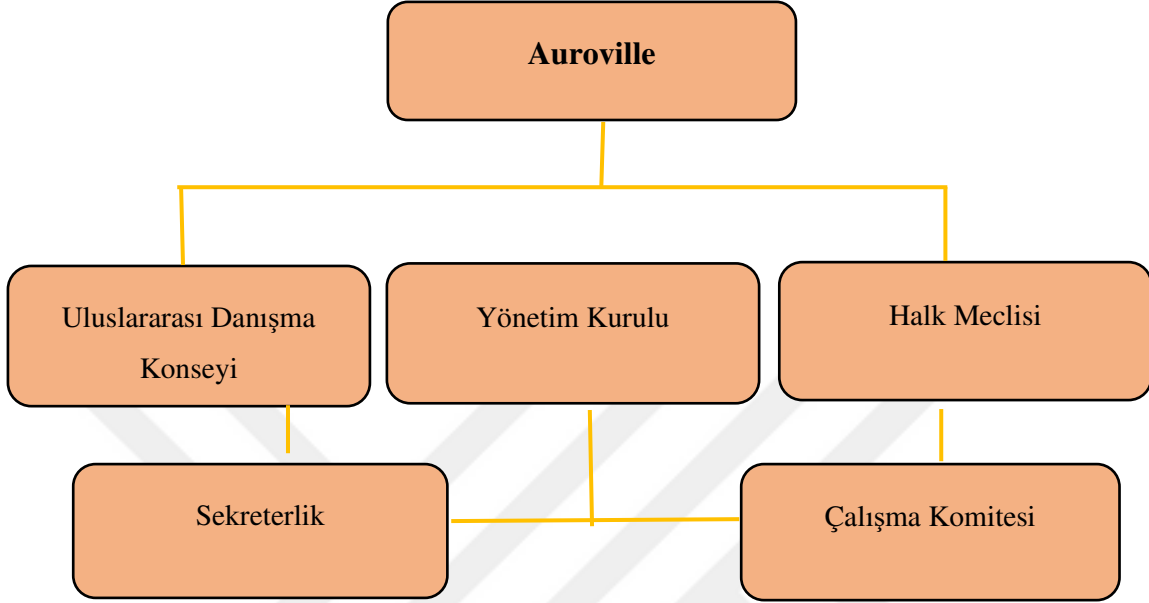 Auroville
Uluslararası Danışma
Konseyi
Yönetim Kurulu
Halk Meclisi
Sekreterlik
Çalışma Komitesi